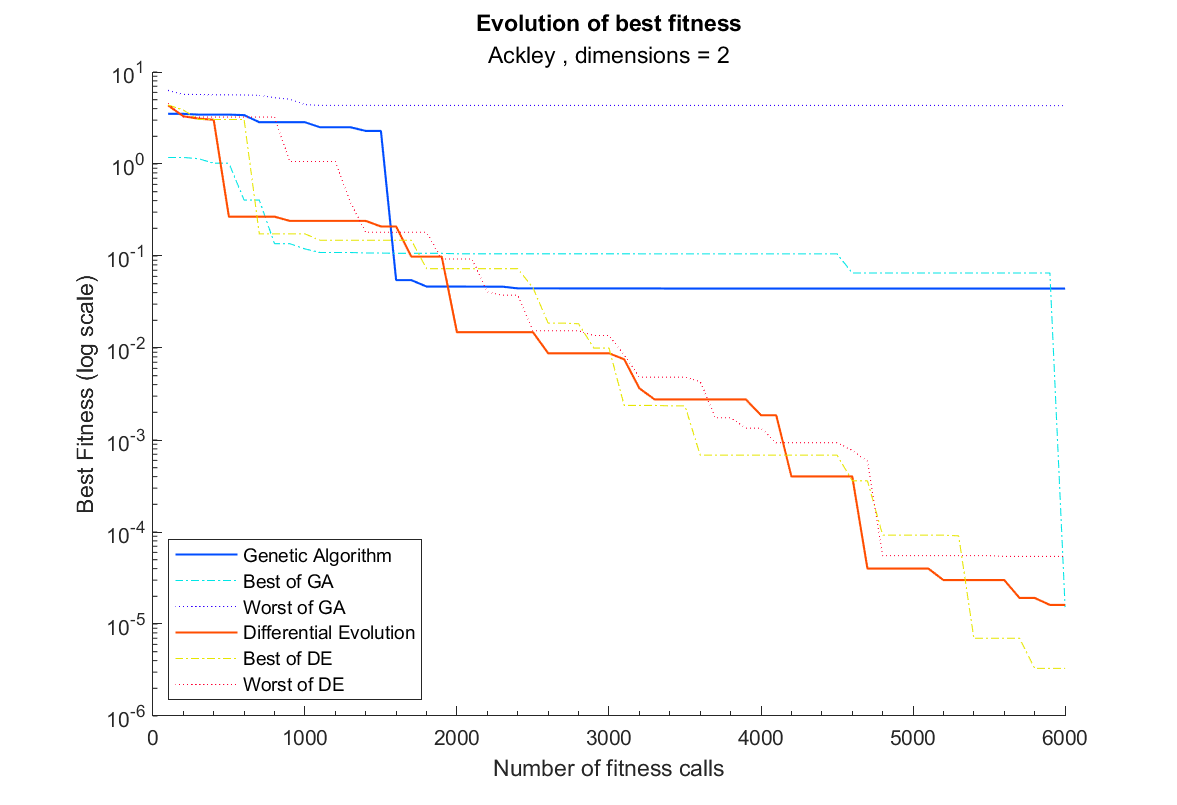 Evolution of best fitness
Ackley , dimensions = 2
10^1
10^0
10^-1
10^-2
10^-3
10^-4
10^-5
10^-6
Best Fitness (log scale)
Genetic Algorithm
Best of GA
Worst of GA
Differential Evolution
Best of DE
Worst of DE
0 1000 2000 3000 4000 5000 6000
Number of fitness calls